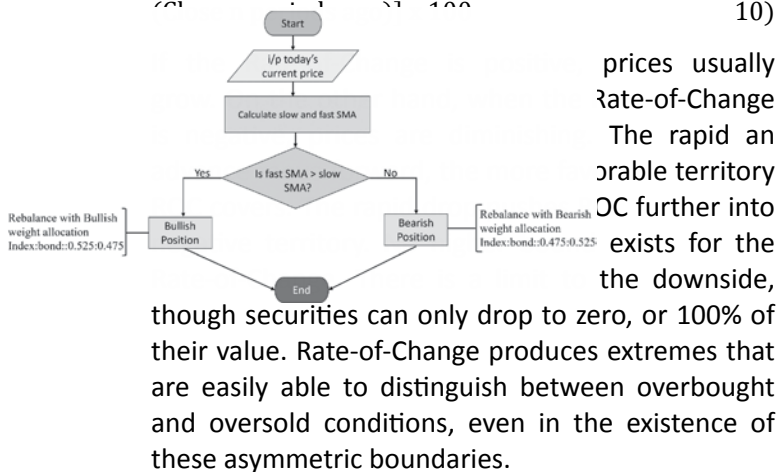 10)
Start
i/p today's
current price
Calculate slow and fast SMA
Is fast SMA > slow
SMA?
Yes
No
Bullish
Position
Bearish
Position
Rebalance with Bullish
weight allocation
Index:bond::0.525:0.475
Rebalance with Bearish
weight allocation
Index:bond::0.475:0.525
End
prices usually
Rate-of-Change
The rapid an
orable territory
OC further into
exists for the
the downside,
though securities can only drop to zero, or 100% of
their value. Rate-of-Change produces extremes that
are easily able to distinguish between overbought
and oversold conditions, even in the existence of
these asymmetric boundaries.